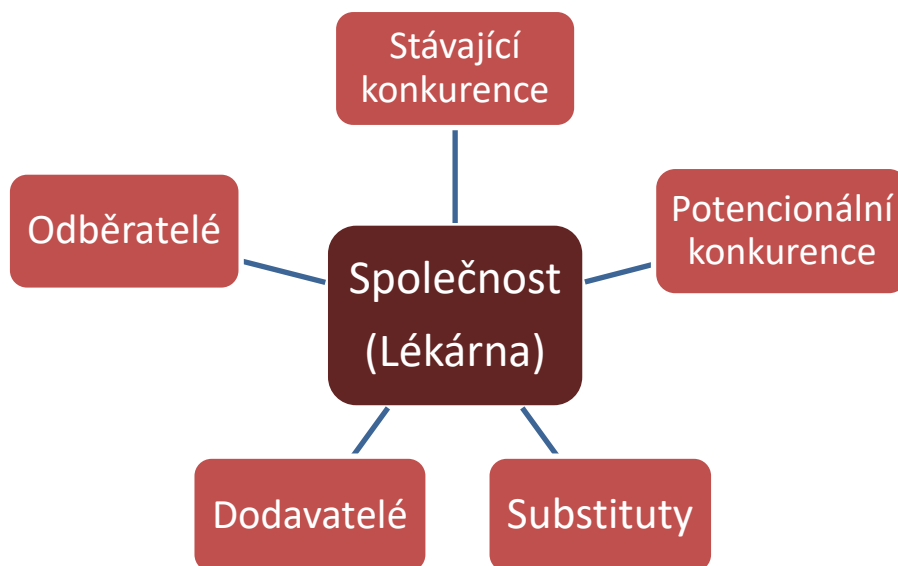 Stávající
konkurence
Odběratelé
Potencionální
konkurence
Společnost
(Lékárna)
Dodavatelé
Substituty